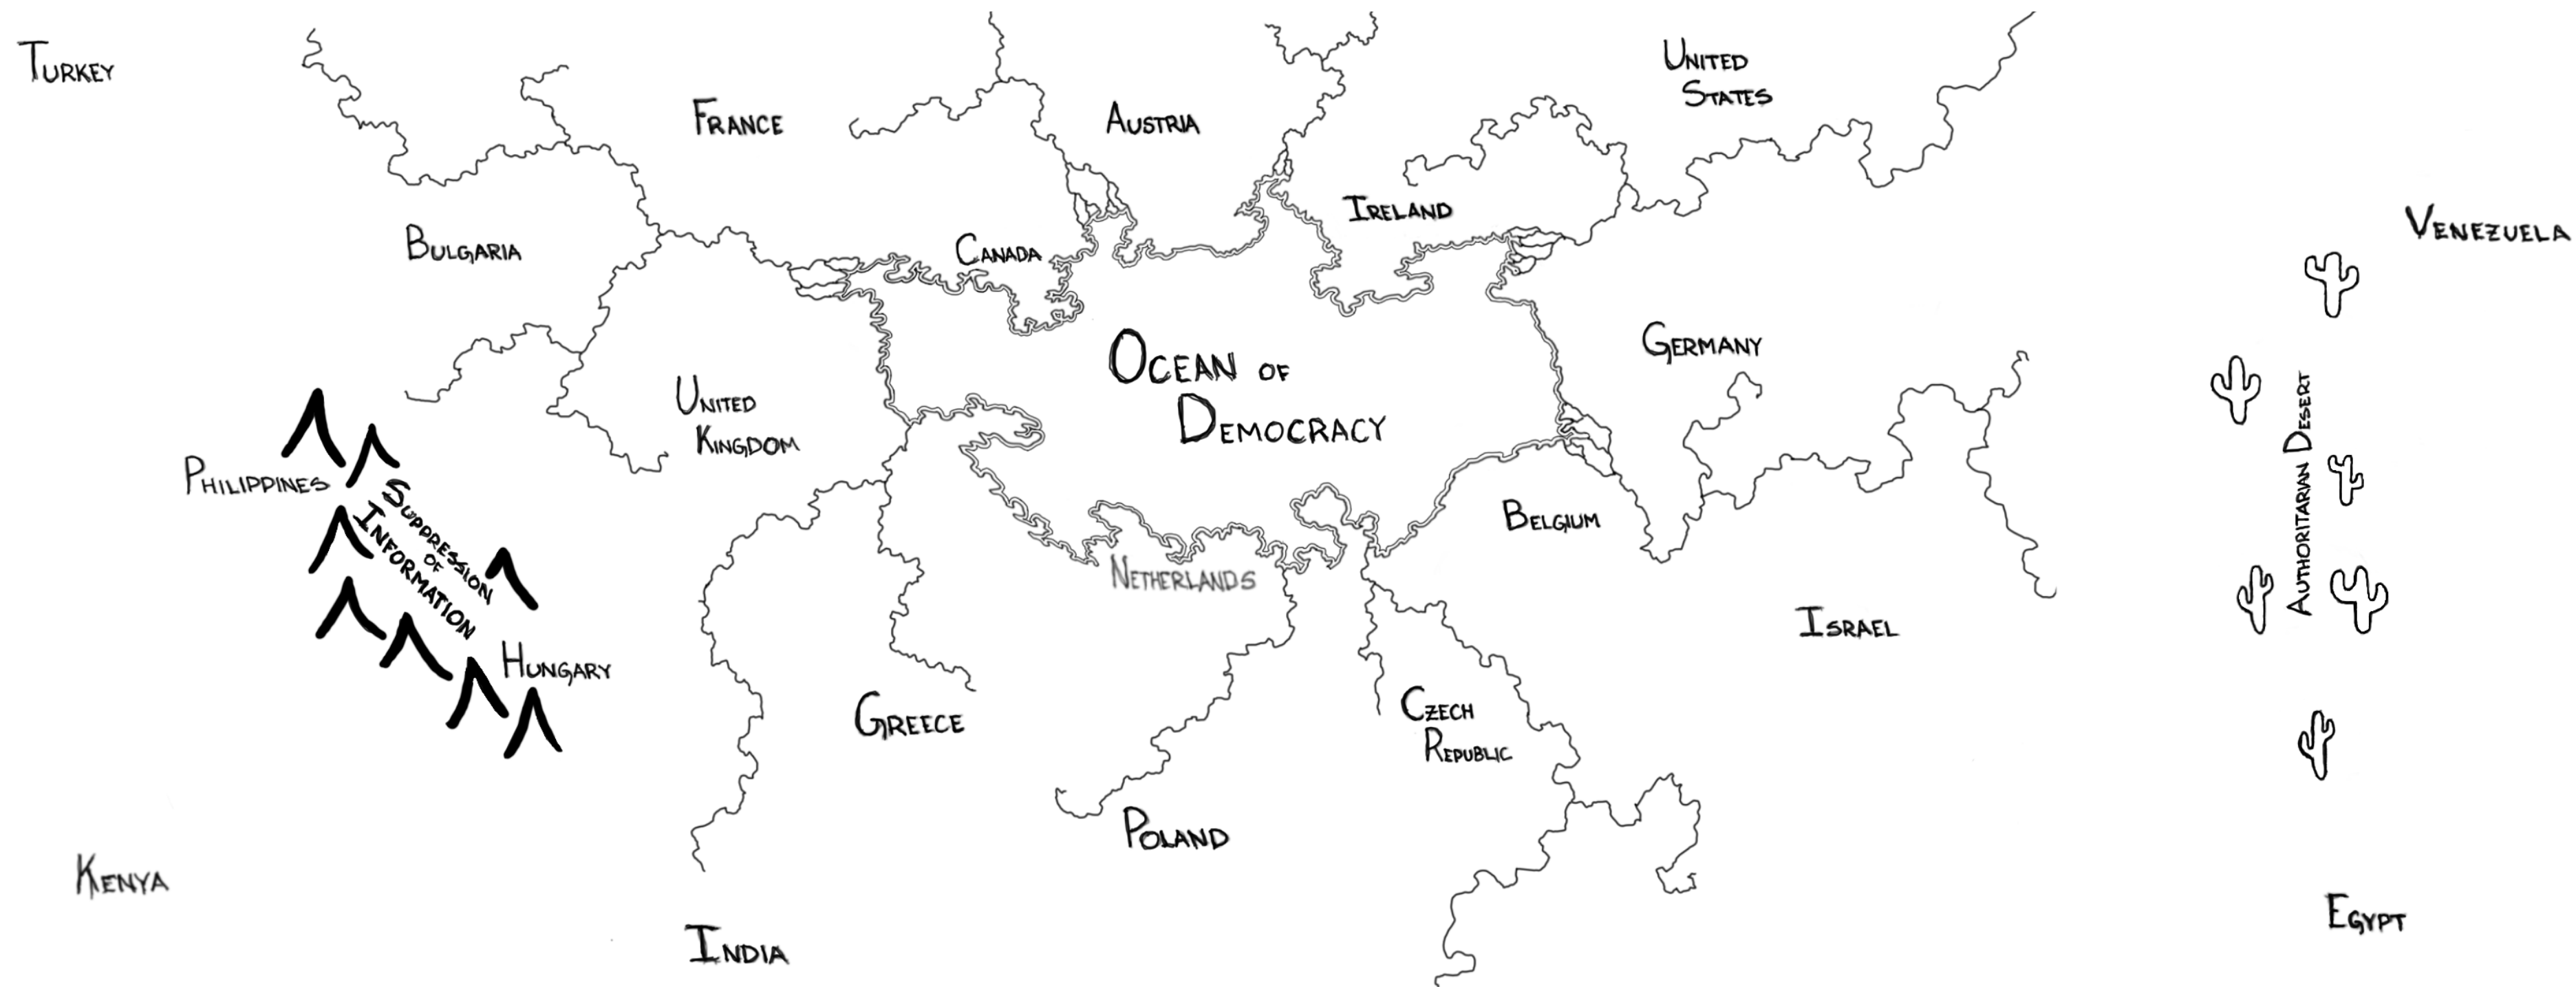 Turkey
France
Austria
United
States
Bulgaria
Canada
Ireland
Venezuela
Ocean of
Democracy
Germany
United
Kingdom
Authoritarian Desert
Philippines
Suppression
of
Information
Belgium
Netherlands
Hungary
Israel
Greece
Czech
Republic
Poland
Kenya
India
Egypt